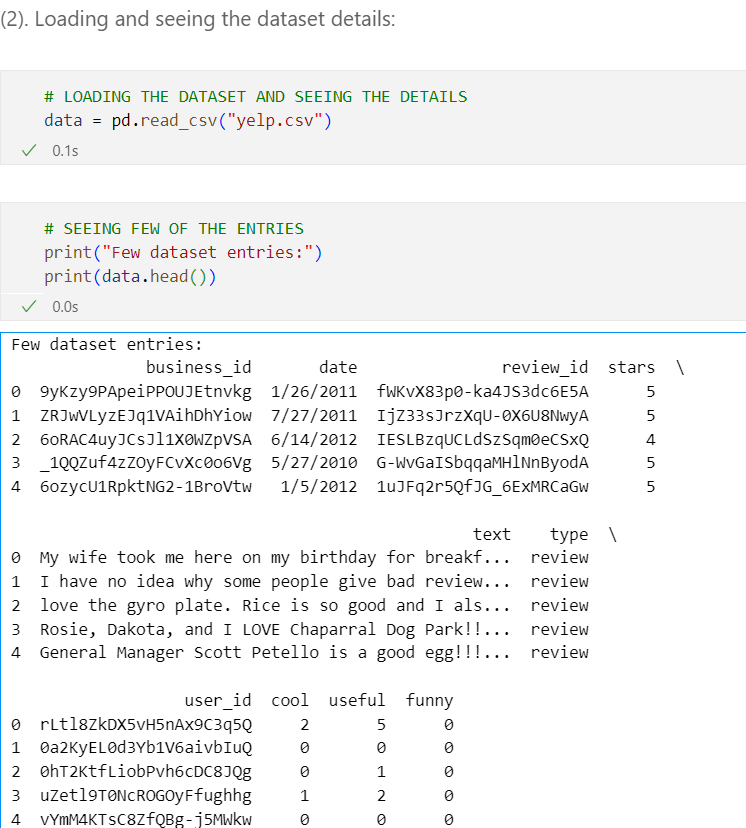 (2). Loading and seeing the dataset details:
# LOADING THE DATASET AND SEEING THE DETAILS
data = pd.read_csv("yelp.csv")
0.1s
# SEEING FEW OF THE ENTRIES
print("Few dataset entries:")
print(data.head())
0.0s
Few dataset entries:
business_id date review_id stars \
0 9yKzy9PApeiPPOUJEtnvkg 1/26/2011 fWKvX83p0-ka4JS3dc6E5A 5
1 ZRJwVLyzEJq1VAihDhYiow 7/27/2011 IjZ33sJrzXqU-0X6U8NwyA 5
2 6oRAC4uyJCsJl1X0WZpVSA 6/14/2012 IESLBzqUCLdSzSqm0eCSxQ 4
3 _1QQZuf4zZOyFCvXc0o6Vg 5/27/2010 G-WvGaISbqqaMHlNnByodA 5
4 6ozycU1RpktNG2-1BroVtw 1/5/2012 1uJFq2r5QfJG_6ExMRCaGw 5
text type \
0 My wife took me here on my birthday for breakf... review
1 I have no idea why some people give bad review... review
2 love the gyro plate. Rice is so good and I als... review
3 Rosie, Dakota, and I LOVE Chaparral Dog Park!!... review
4 General Manager Scott Petello is a good egg!!!... review
user_id cool useful funny
0 rLtl8ZkDX5vH5nAx9C3q5Q 2 5 0
1 0a2KyEL0d3Yb1V6aivbIuQ 0 0 0
2 0hT2KtfLiobPvh6cDC8JQg 0 1 0
3 uZetl9T0NcROGOyFfughhg 1 2 0
4 vYmM4KTsC8ZfQBg-j5MWkw 0 0 0